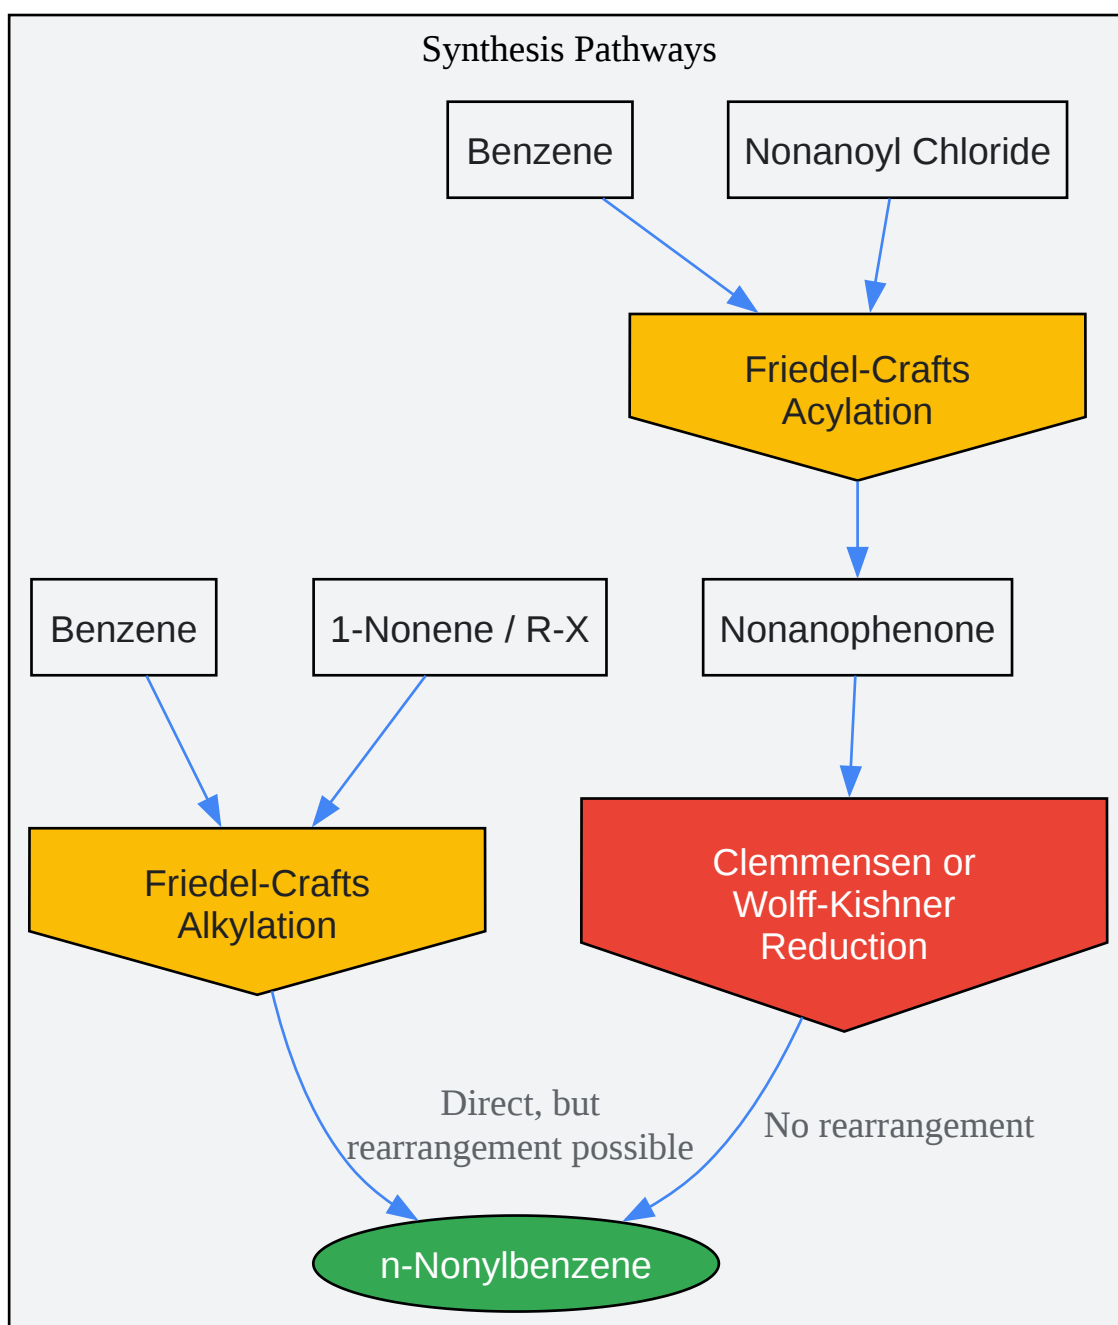 Synthesis Pathways
Benzene
Nonanoyl Chloride
Friedel-Crafts
Acylation
Benzene
1-Nonene / R-X
Nonanophenone
Friedel-Crafts
Alkylation
Clemmensen or
Wolff-Kishner
Reduction
Direct, but
rearrangement possible
No rearrangement
n-Nonylbenzene